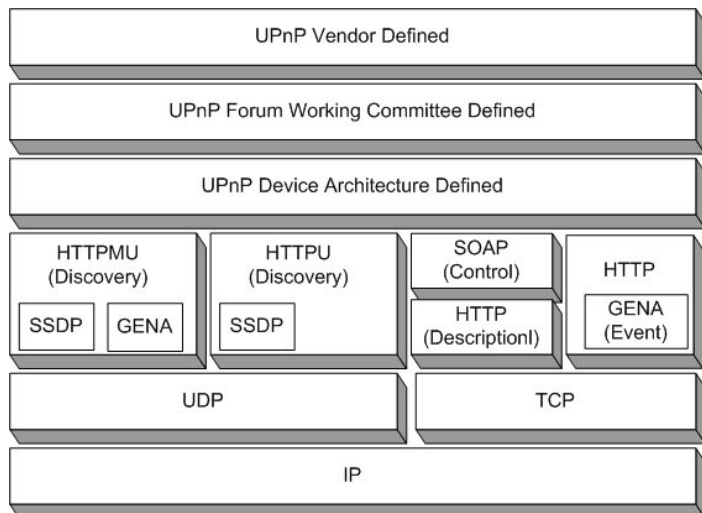 UPnP Vendor Defined
UPnP Forum Working Committee Defined
UPnP Device Architecture Defined
HTTPMU
(Discovery)
SSDP
GENA
HTTPU
(Discovery)
SSDP
SOAP
(Control)
HTTP
(Descriptionl)
HTTP
GENA
(Event)
UDP
TCP
IP